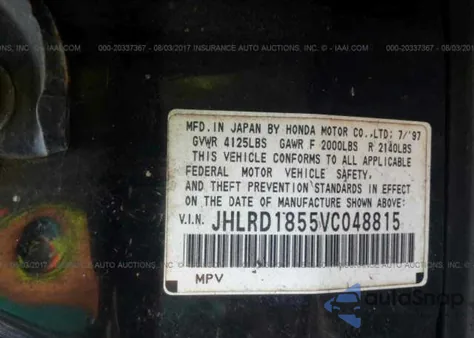 000-20337367 - 08/03/2017 INSURANCE AUTO AUCTIONS, INC. - IAAI.COM
MFD. IN JAPAN BY HONDA MOTOR CO.,LTD: 7/'97
GVWR 4125LBS GAWR F 2000LBS R 2140LBS
THIS VEHICLE CONFORMS TO ALL APPLICABLE
FEDERAL MOTOR VEHICLE SAFETY,
AND THEFT PREVENTION STANDARDS IN EFFECT
ON THE DATE OF MANUFACTURE SHOWN ABOVE:
V.I.N. JHLRD1855VC048815
MPV
autoSnap